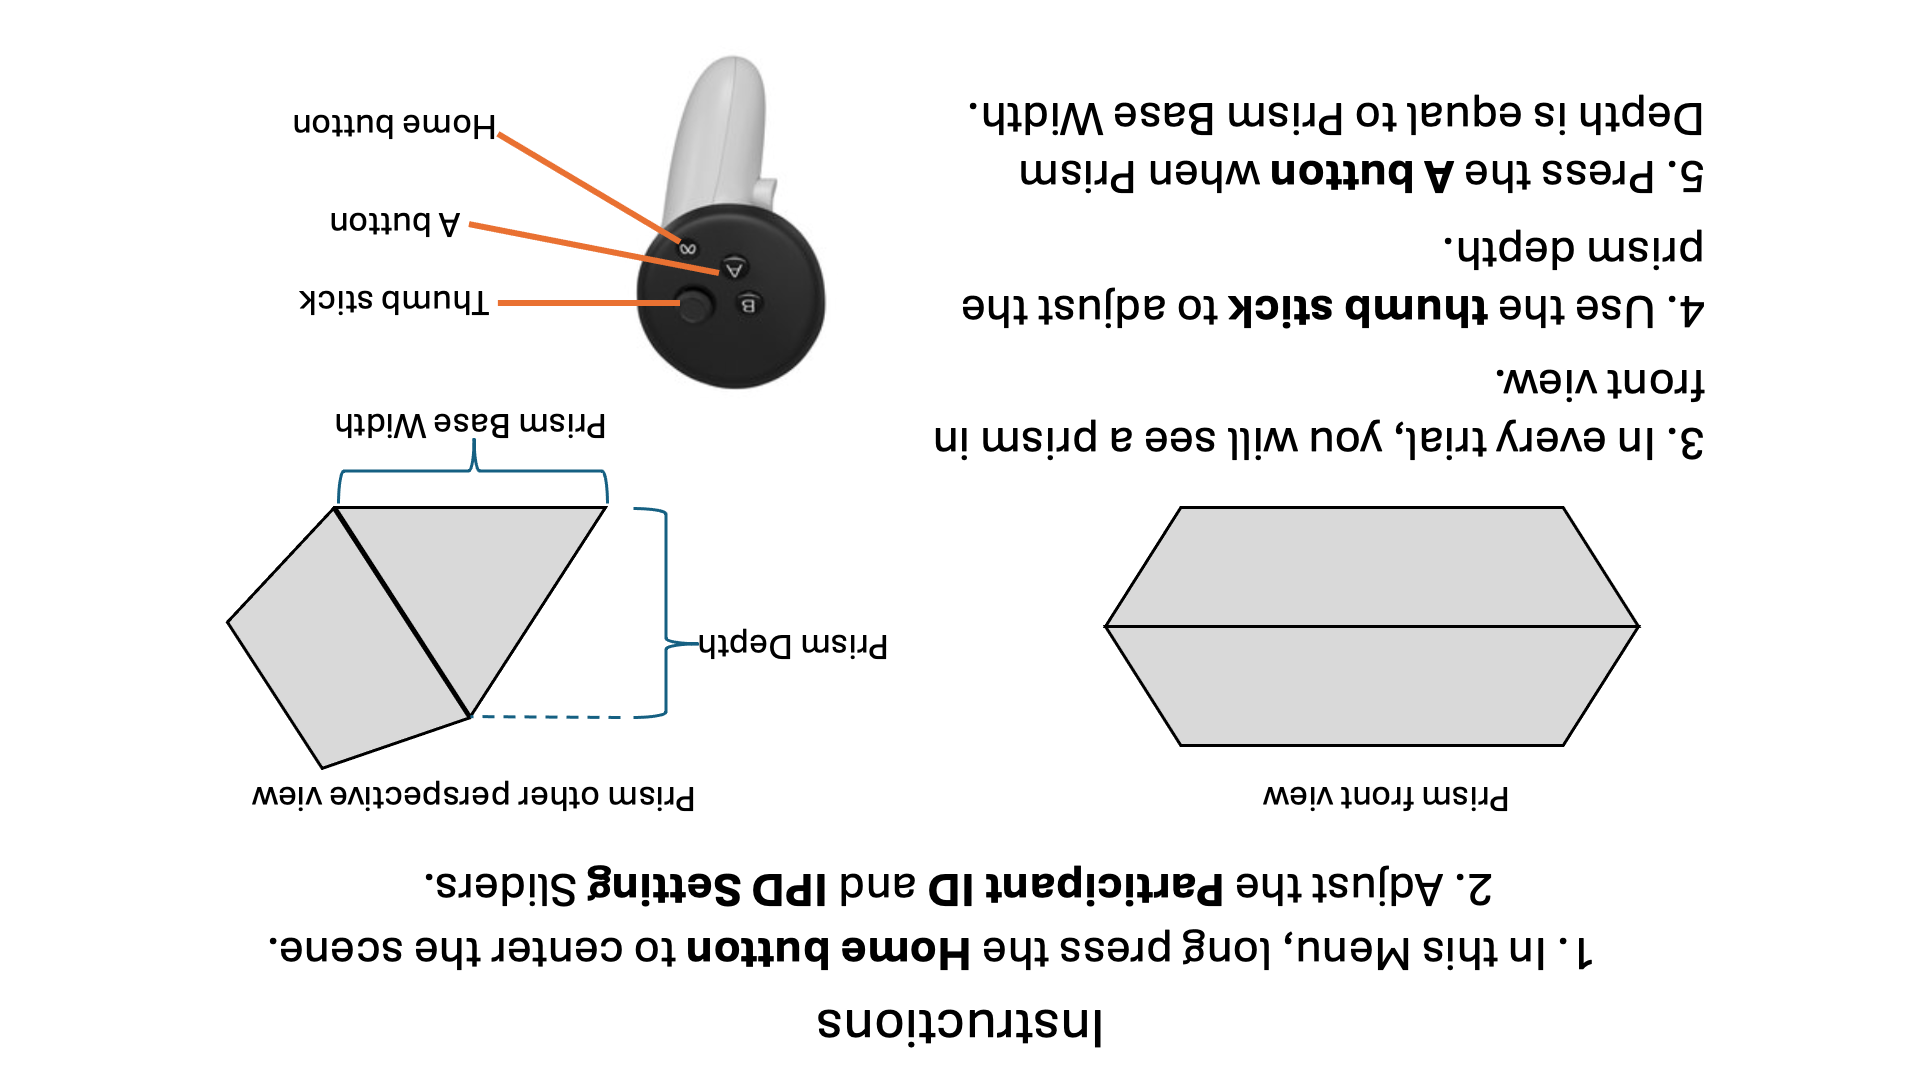 Instructions
1. In this Menu, long press the Home button to center the scene.
2. Adjust the Participant ID and IPD Setting Sliders.
Prism front view
Prism other perspective view
Prism Depth
Prism Base Width
3. In every trial, you will see a prism in
front view.
4. Use the thumb stick to adjust the
prism depth.
5. Press the A button when Prism
Depth is equal to Prism Base Width.
Thumb stick
A button
Home button
B
A